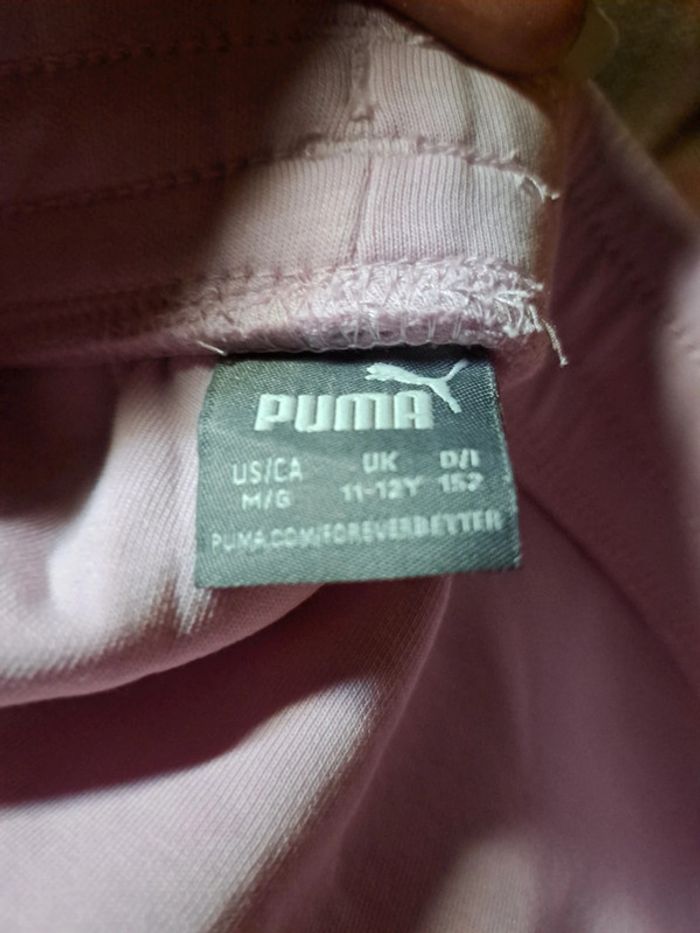 PUMA
US/CA UK D/I
M/G 11-12Y 152
PUMA.COM/FOREVERBETTER